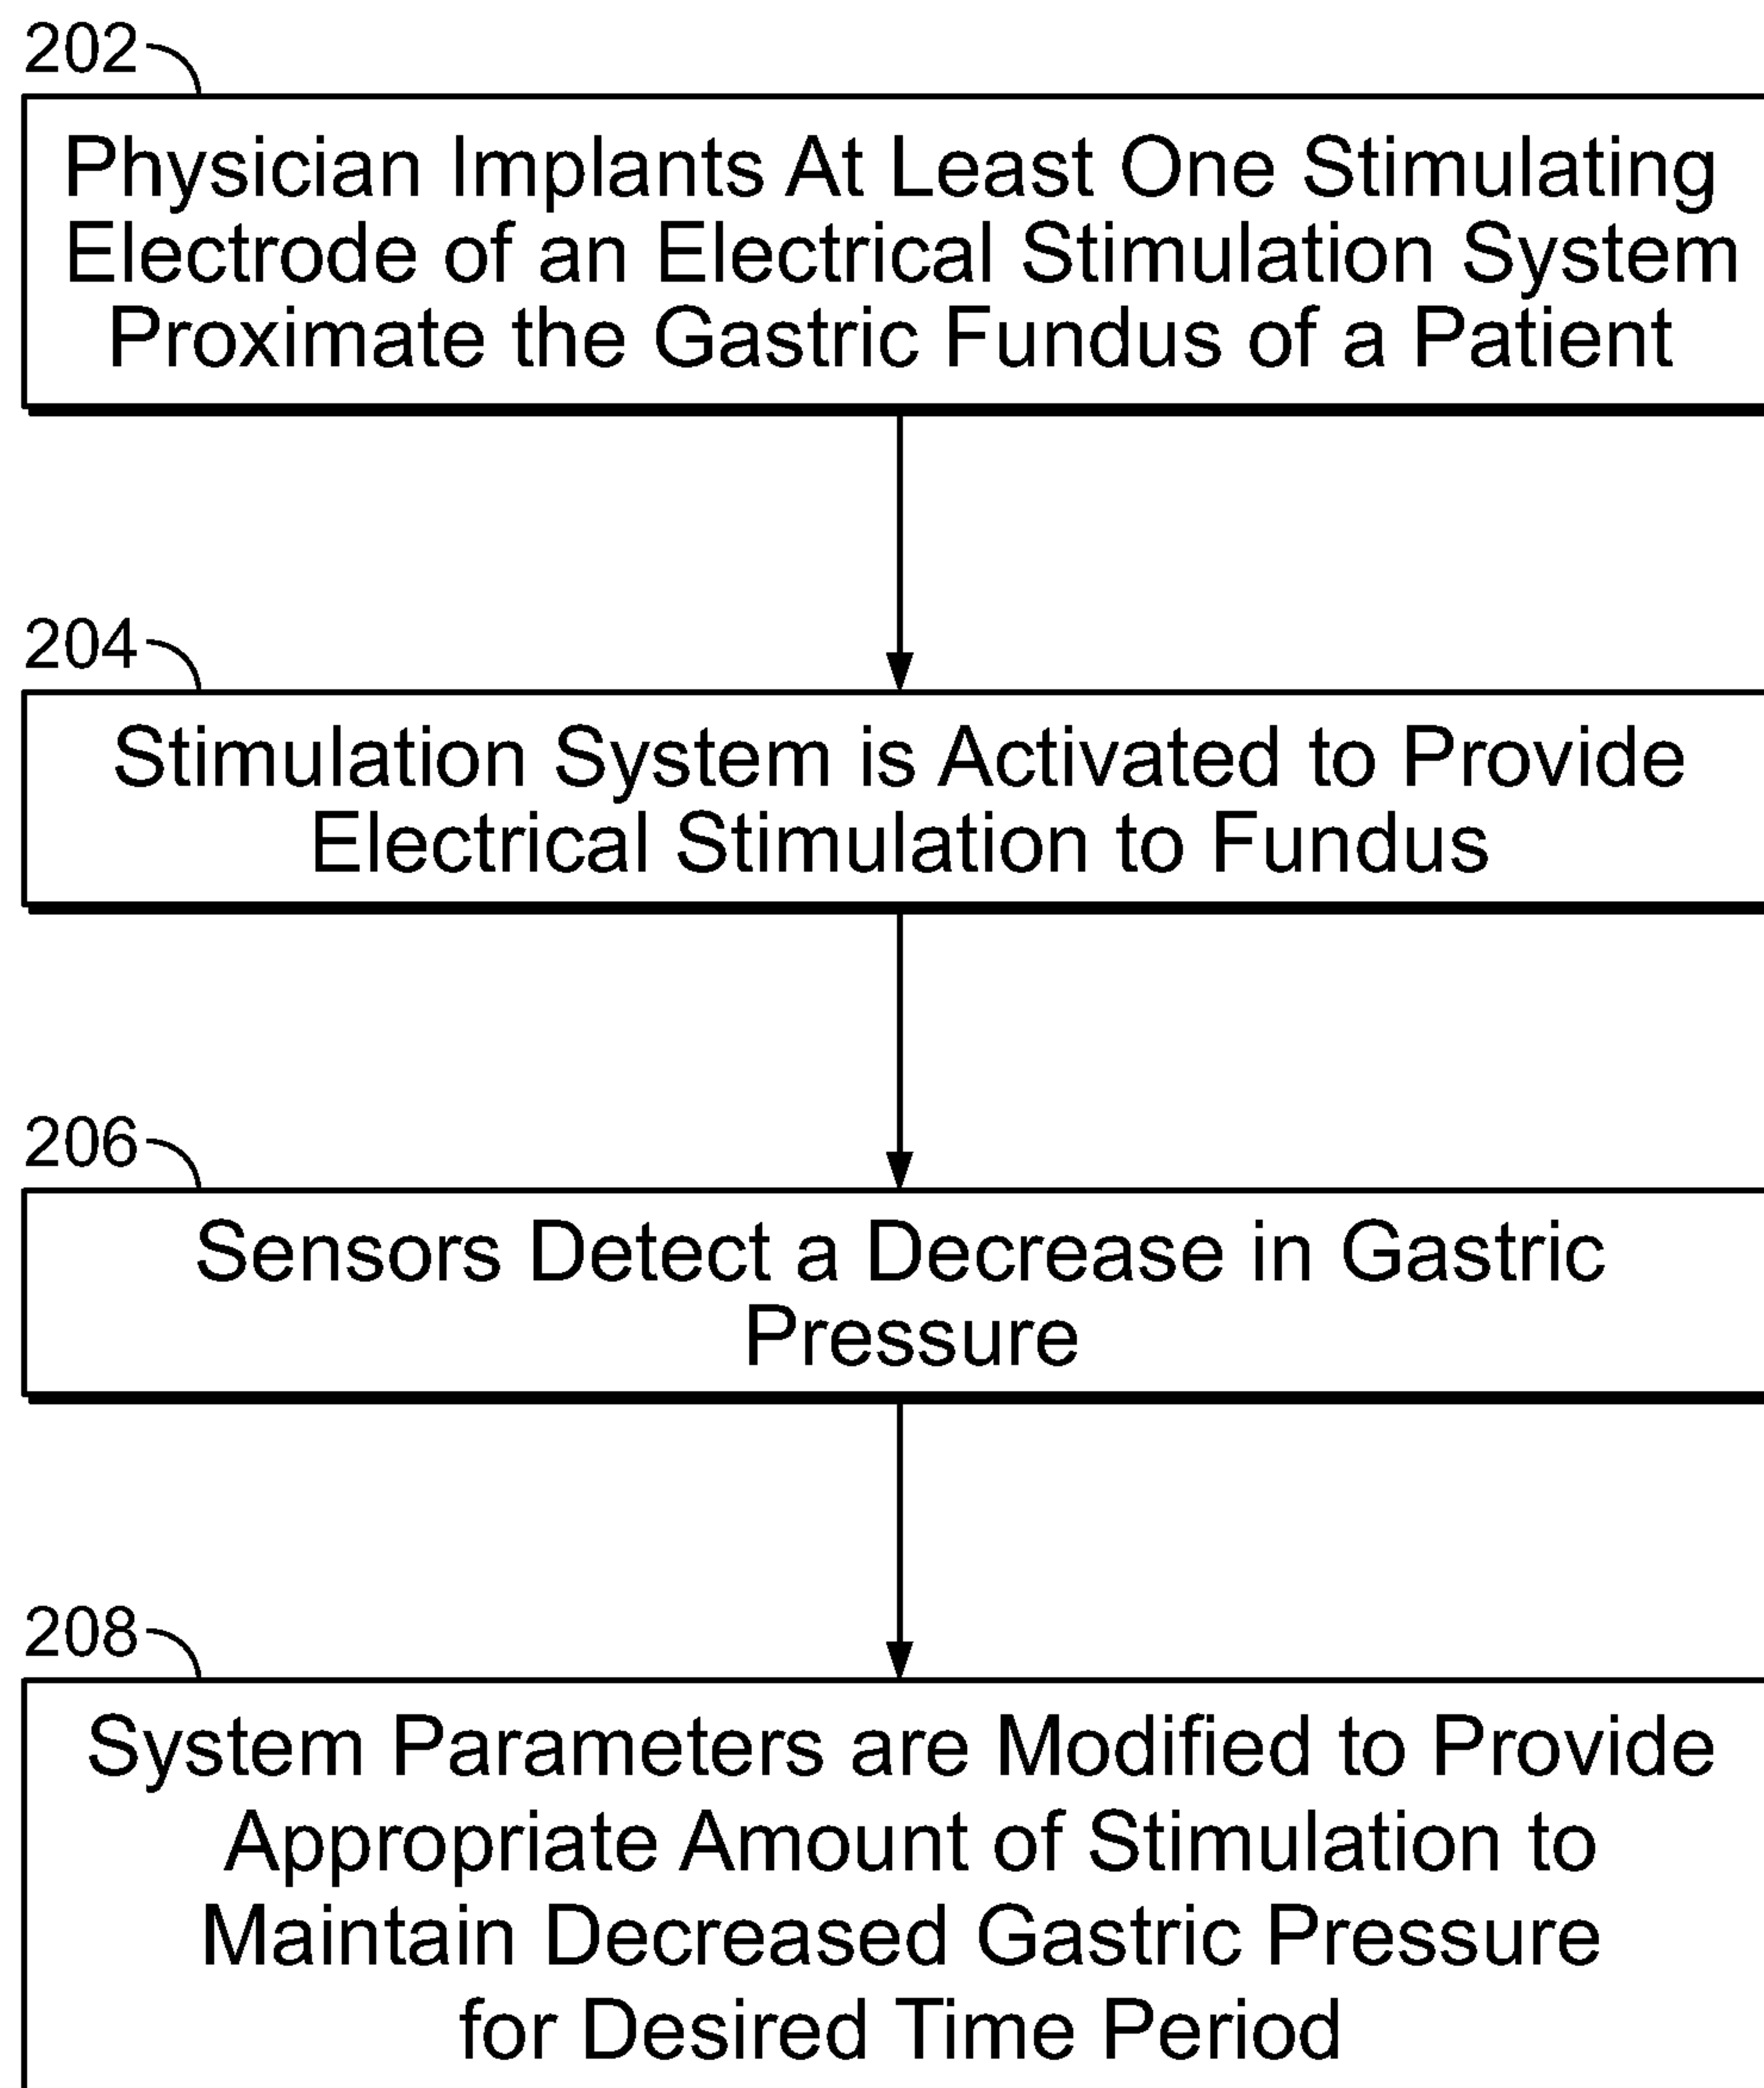 202
Physician Implants At Least One Stimulating
Electrode of an Electrical Stimulation System
Proximate the Gastric Fundus of a Patient
204
Stimulation System is Activated to Provide
Electrical Stimulation to Fundus
206
Sensors Detect a Decrease in Gastric
Pressure
208
System Parameters are Modified to Provide
Appropriate Amount of Stimulation to
Maintain Decreased Gastric Pressure
for Desired Time Period